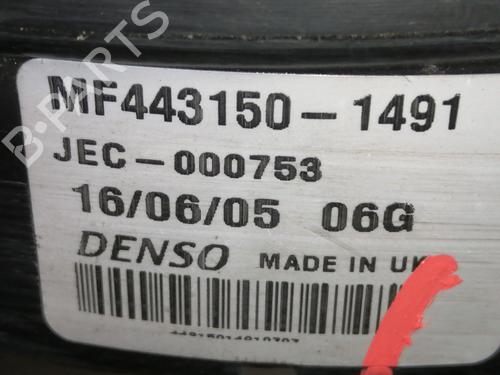 MF443150-1491
JEC-000753
16/06/05 06G
DENSO MADE IN UK
B-PARTS